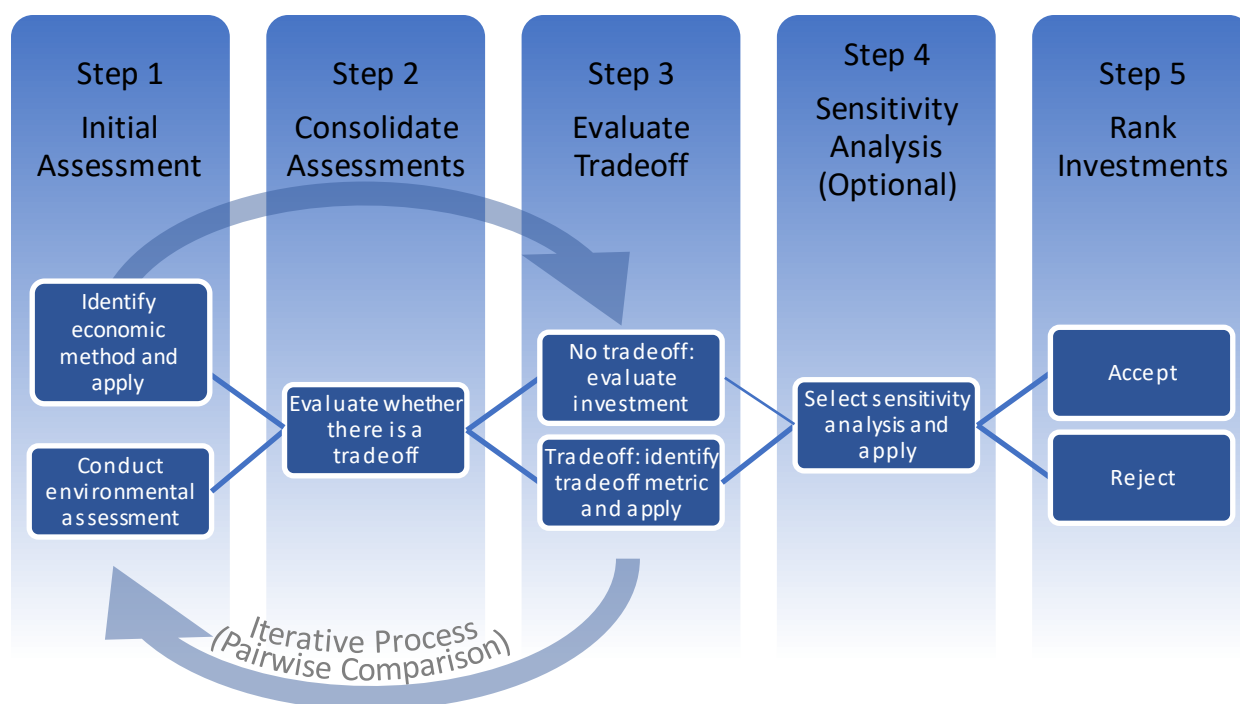 Step 1
Initial
Assessment
Identify
economic
method and
apply
Conduct
environmental
assessment
Step 2
Consolidate
Assessments
Evaluate whether
there is a
tradeoff
Step 3
Evaluate
Tradeoff
No tradeoff:
evaluate
investment
Tradeoff: identify
tradeoff metric
and apply
Step 4
Sensitivity
Analysis
(Optional)
Select sensitivity
analysis and
apply
Step 5
Rank
Investments
Accept
Reject
Iterative Process
(Pairwise Comparison)